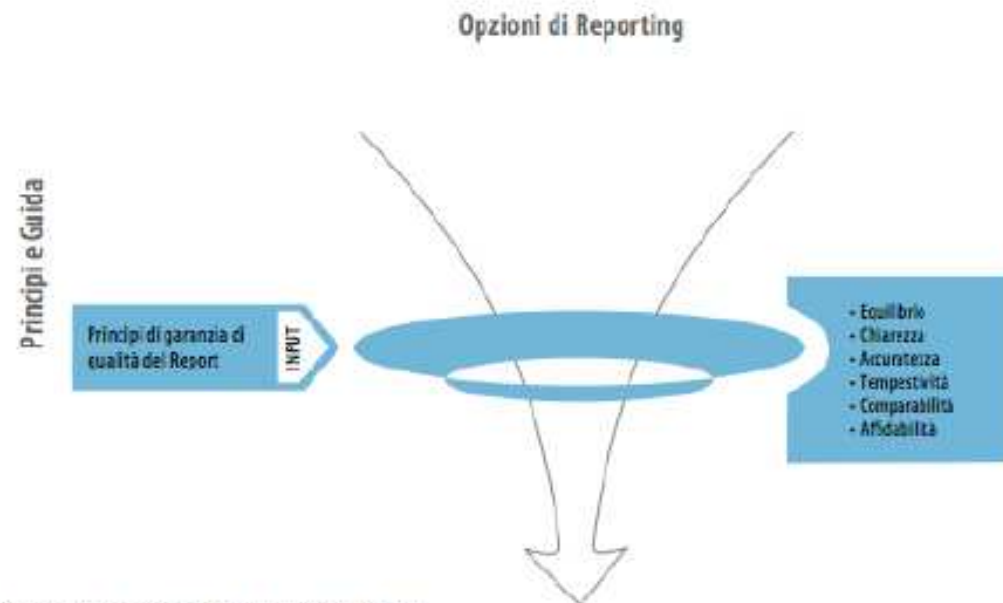 Opzioni di Reporting
Principi e Guida
Principi di garanzia di
qualità del Report
INPUT
• Equilibrio
• Chiarezza
• Accuratezza
• Tempestività
• Comparabilità
• Affidabilità